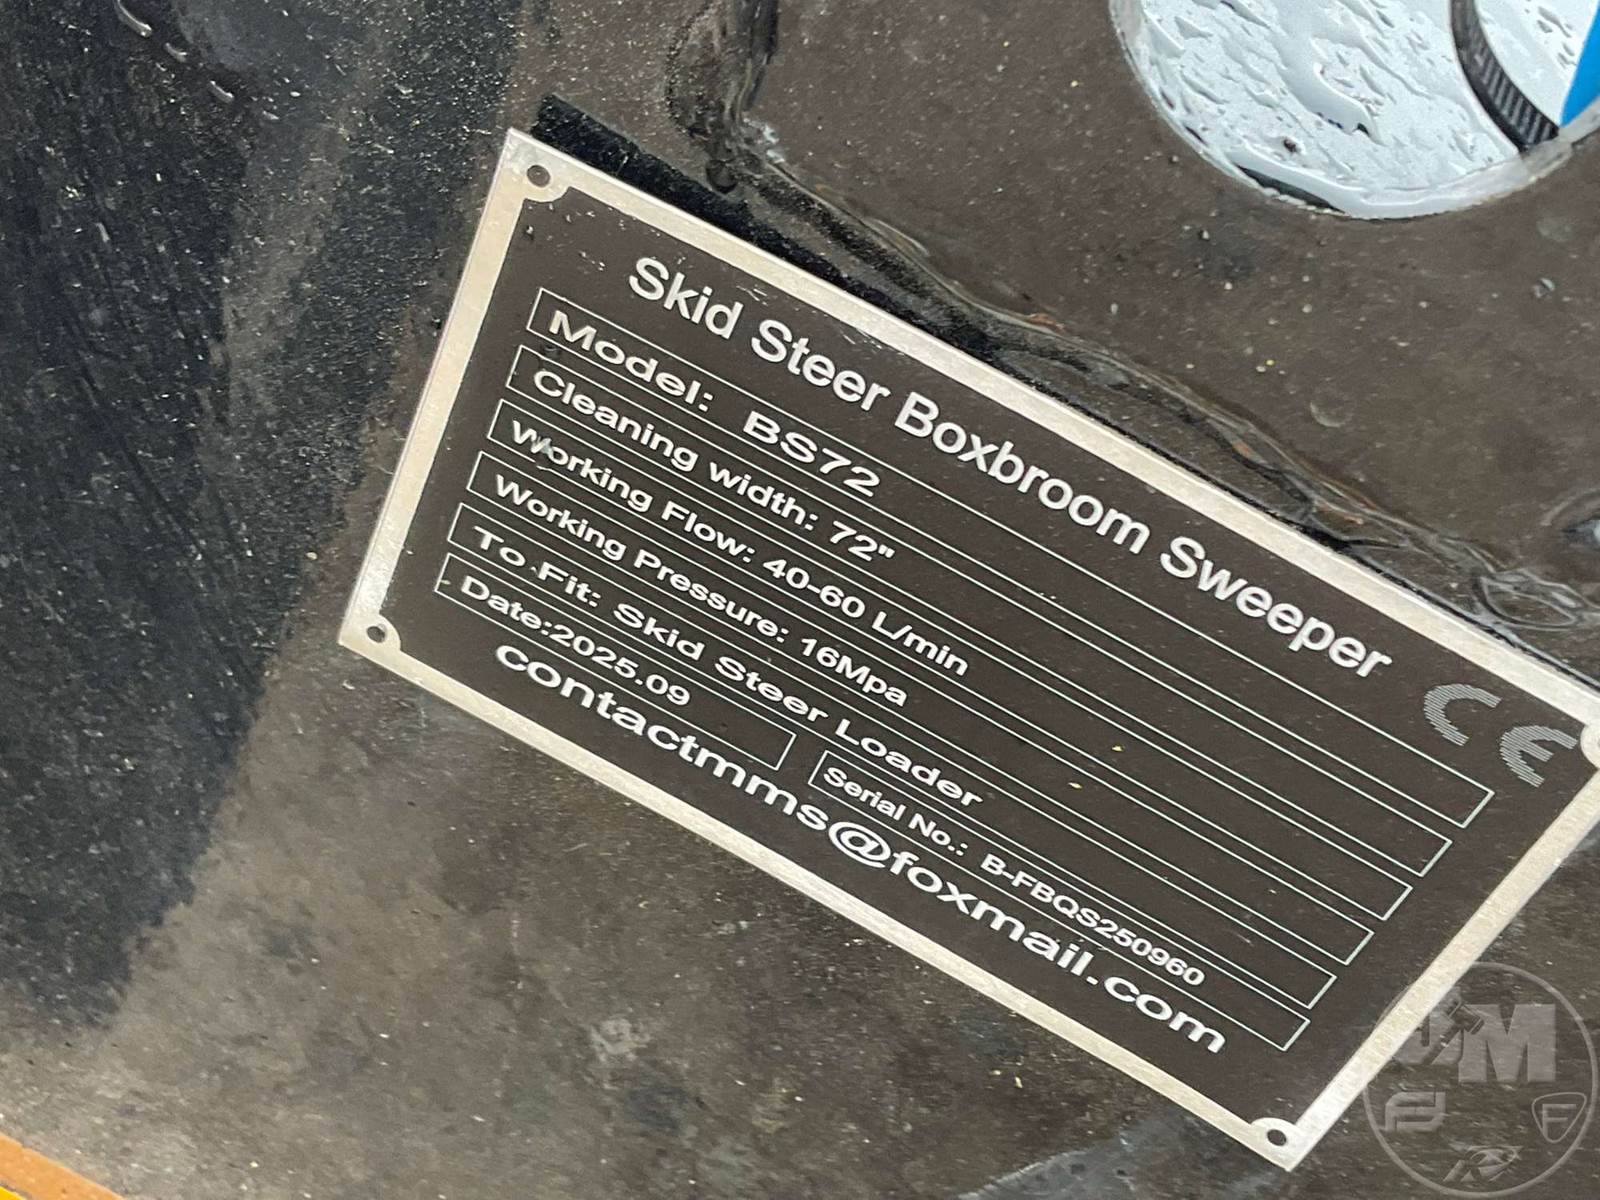 Skid Steer Boxbroom Sweeper
Model: BS72
Cleaning width: 72"
Working Flow: 40-60 L/min
Working Pressure: 16Mpa
To Fit: Skid Steer Loader
Date:2025.09
Serial No.: B-FBQS250960
contactmms@foxmail.com
CE
M
F